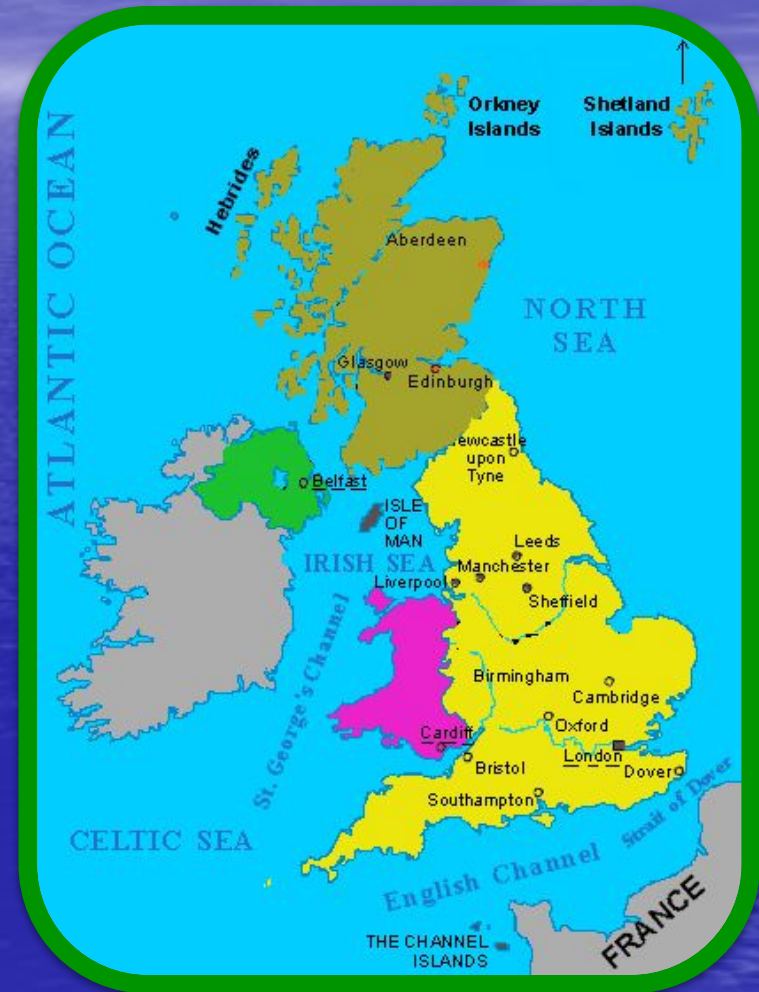 Orkney
Islands
Shetland
Islands
Hebrides
ATLANTIC OCEAN
Aberdeen
NORTH
SEA
Glasgow
Edinburgh
ewcastle
upon
Tyne
Belfast
ISLE
OF
MAN
IRISH SEA
Leeds
Manchester
Liverpool
Sheffield
St. George's Channel
Birmingham
Cambridge
Oxford
Cardiff
London
Bristol
Dover
Southampton
Strait of Dover
CELTIC SEA
English Channel
FRANCE
THE CHANNEL
ISLANDS